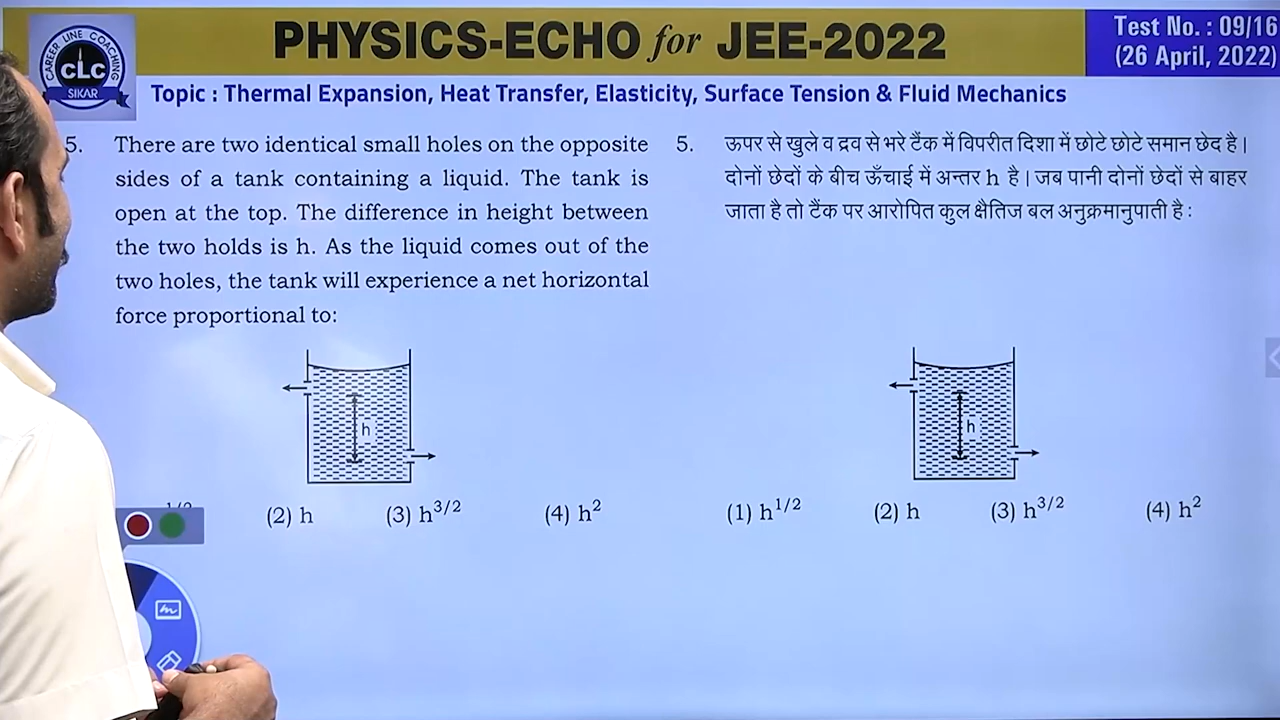 PHYSICS-ECHO for JEE-2022
Test No. : 09/16
(26 April, 2022)
CAREER LINE COACHING
CLC
SIKAR
Topic : Thermal Expansion, Heat Transfer, Elasticity, Surface Tension & Fluid Mechanics
5. There are two identical small holes on the opposite
sides of a tank containing a liquid. The tank is
open at the top. The difference in height between
the two holds is h. As the liquid comes out of the
two holes, the tank will experience a net horizontal
force proportional to:
h
(2) h (3) h^3/2 (4) h^2
5. ऊपर से खुले व द्रव से भरे टैंक में विपरीत दिशा में छोटे छोटे समान छेद है।
दोनों छेदों के बीच ऊँचाई में अन्तर h है। जब पानी दोनों छेदों से बाहर
जाता है तो टैंक पर आरोपित कुल क्षैतिज बल अनुक्रमानुपाती है :
h
(1) h^1/2 (2) h (3) h^3/2 (4) h^2